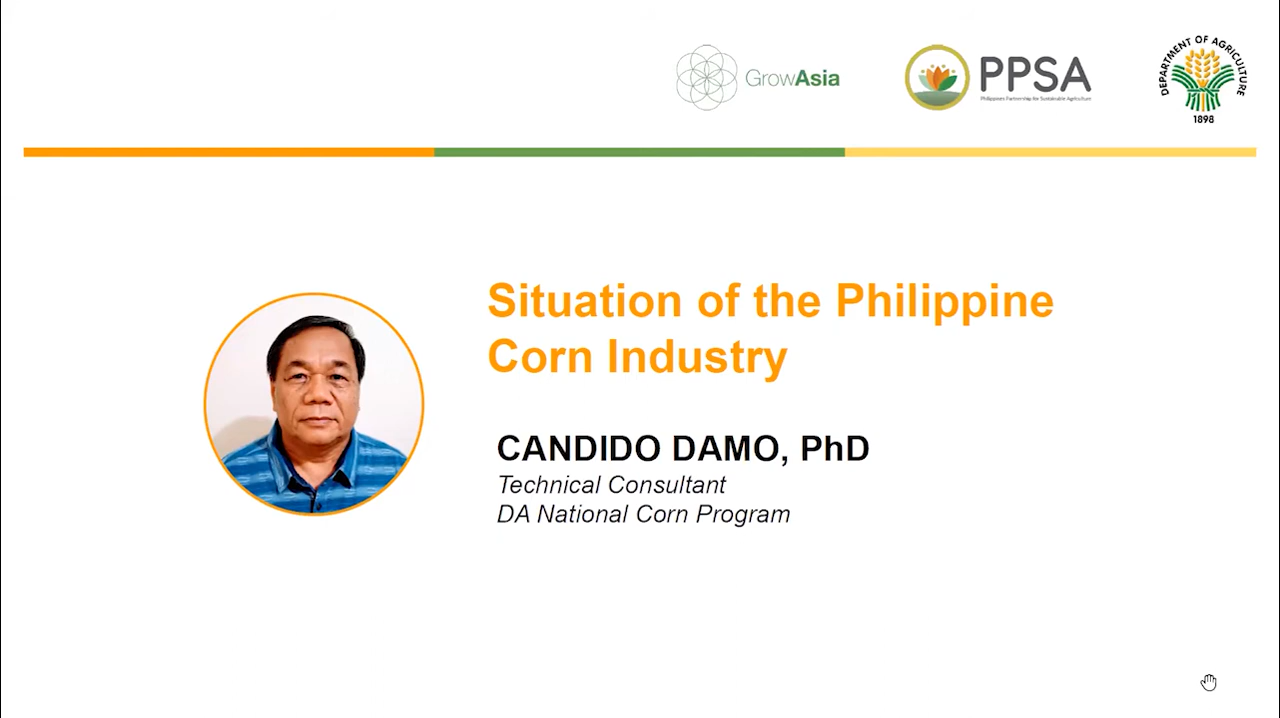 GrowAsia
PPSA
Philippines Partnership for Sustainable Agriculture
DEPARTMENT OF AGRICULTURE
1898
Situation of the Philippine
Corn Industry
CANDIDO DAMO, PhD
Technical Consultant
DA National Corn Program